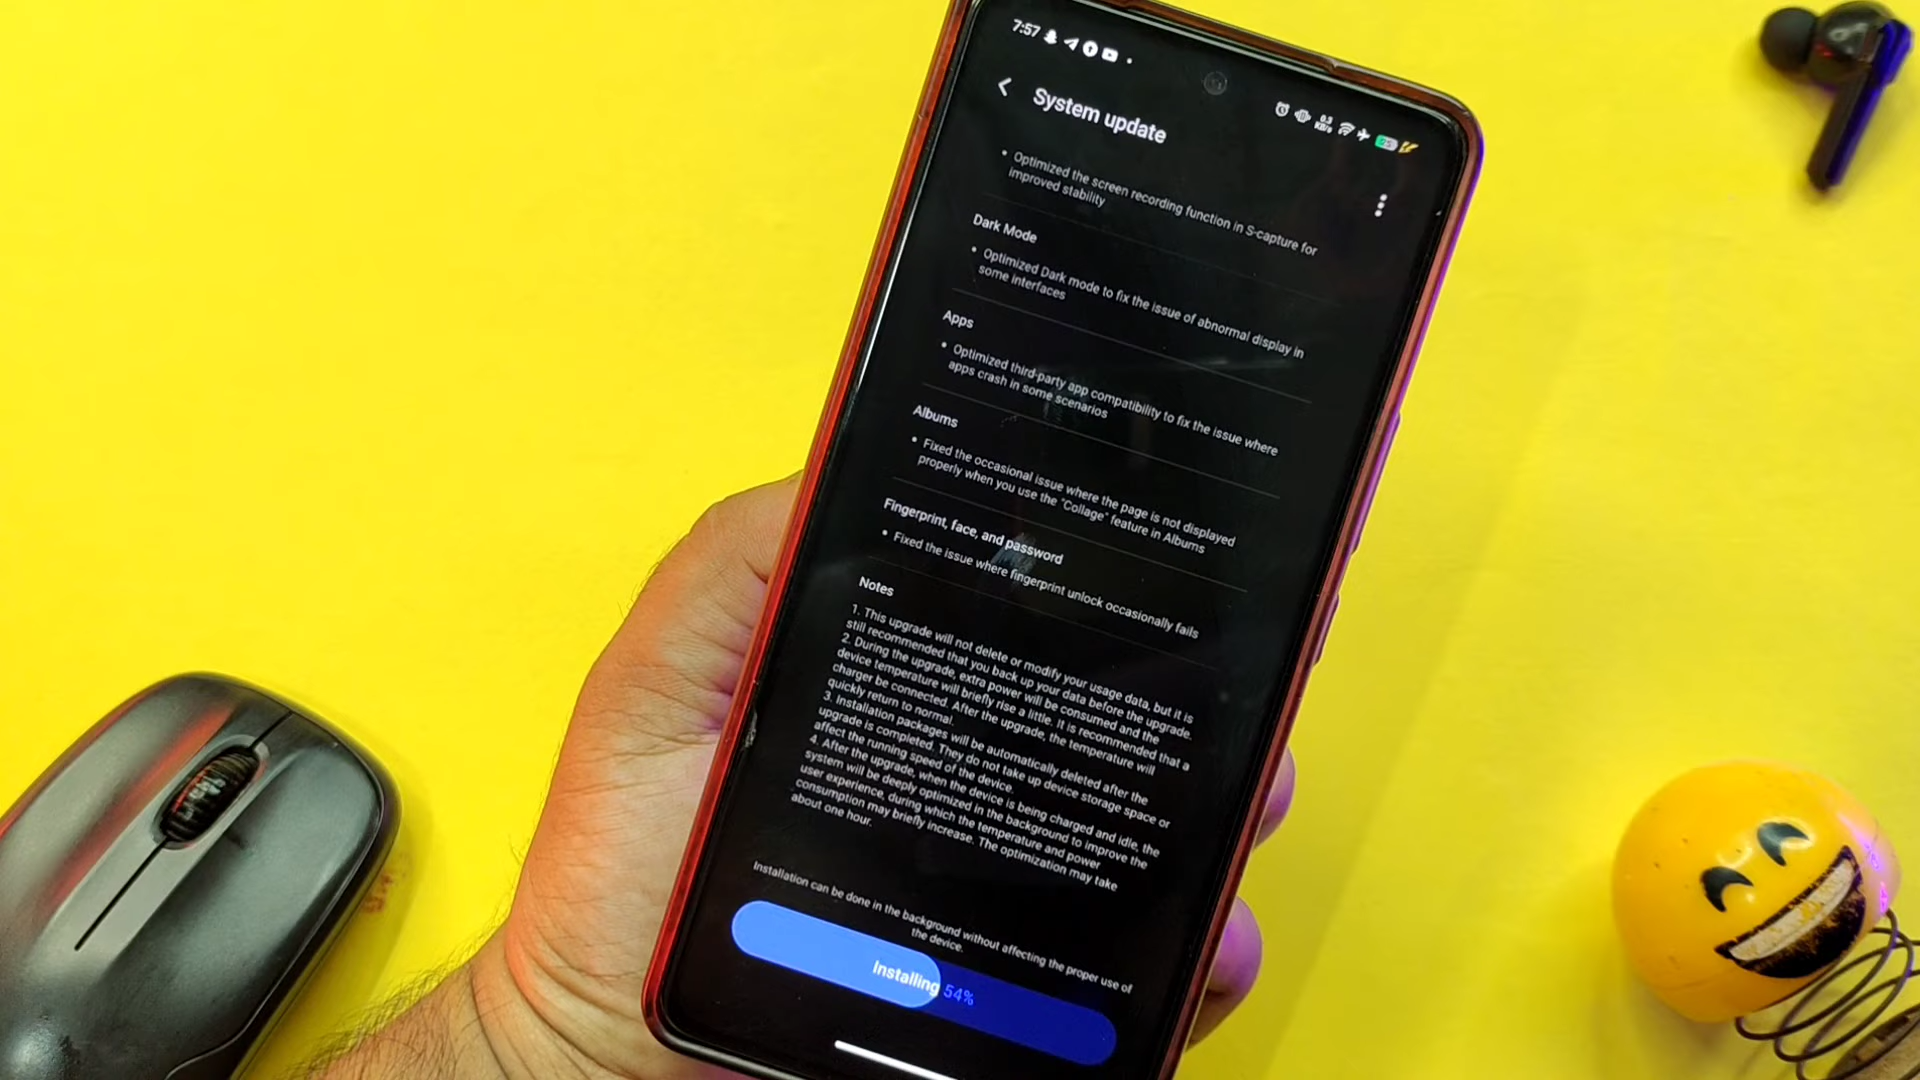 7:57
0.3
KB/s
System update
• Optimized the screen recording function in S-capture for
improved stability
Dark Mode
• Optimized Dark mode to fix the issue of abnormal display in
some interfaces
Apps
• Optimized third-party app compatibility to fix the issue where
apps crash in some scenarios
Albums
• Fixed the occasional issue where the page is not displayed
properly when you use the "Collage" feature in Albums
Fingerprint, face, and password
• Fixed the issue where fingerprint unlock occasionally fails
Notes
1. This upgrade will not delete or modify your usage data, but it is
still recommended that you back up your data before the upgrade.
2. During the upgrade, extra power will be consumed and the
device temperature will briefly rise a little. It is recommended that a
charger be connected. After the upgrade, the temperature will
quickly return to normal.
3. Installation packages will be automatically deleted after the
upgrade is completed. They do not take up device storage space or
affect the running speed of the device.
4. After the upgrade, when the device is being charged and idle, the
system will be deeply optimized in the background to improve the
user experience, during which the temperature and power
consumption may briefly increase. The optimization may take
about one hour.
Installation can be done in the background without affecting the proper use of
the device.
Installing 54%